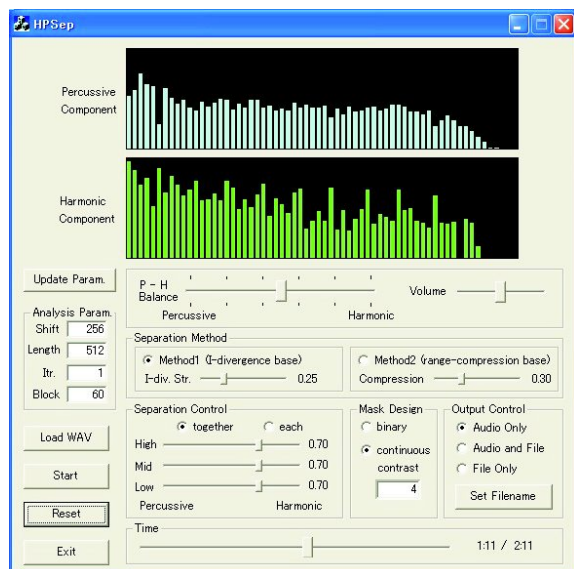 HPSep
Percussive
Component
Harmonic
Component
Update Param.
P - H
Balance
Percussive
Harmonic
Volume
Analysis Param.
Shift 256
Length 512
Itr. 1
Block 60
Separation Method
Method1 (I-divergence base)
I-div. Str. 0.25
Method2 (range-compression base)
Compression 0.30
Load WAV
Start
Reset
Exit
Separation Control
together each
High 0.70
Mid 0.70
Low 0.70
Percussive Harmonic
Mask Design
binary
continuous
contrast
4
Output Control
Audio Only
Audio and File
File Only
Set Filename
Time
1:11 / 2:11